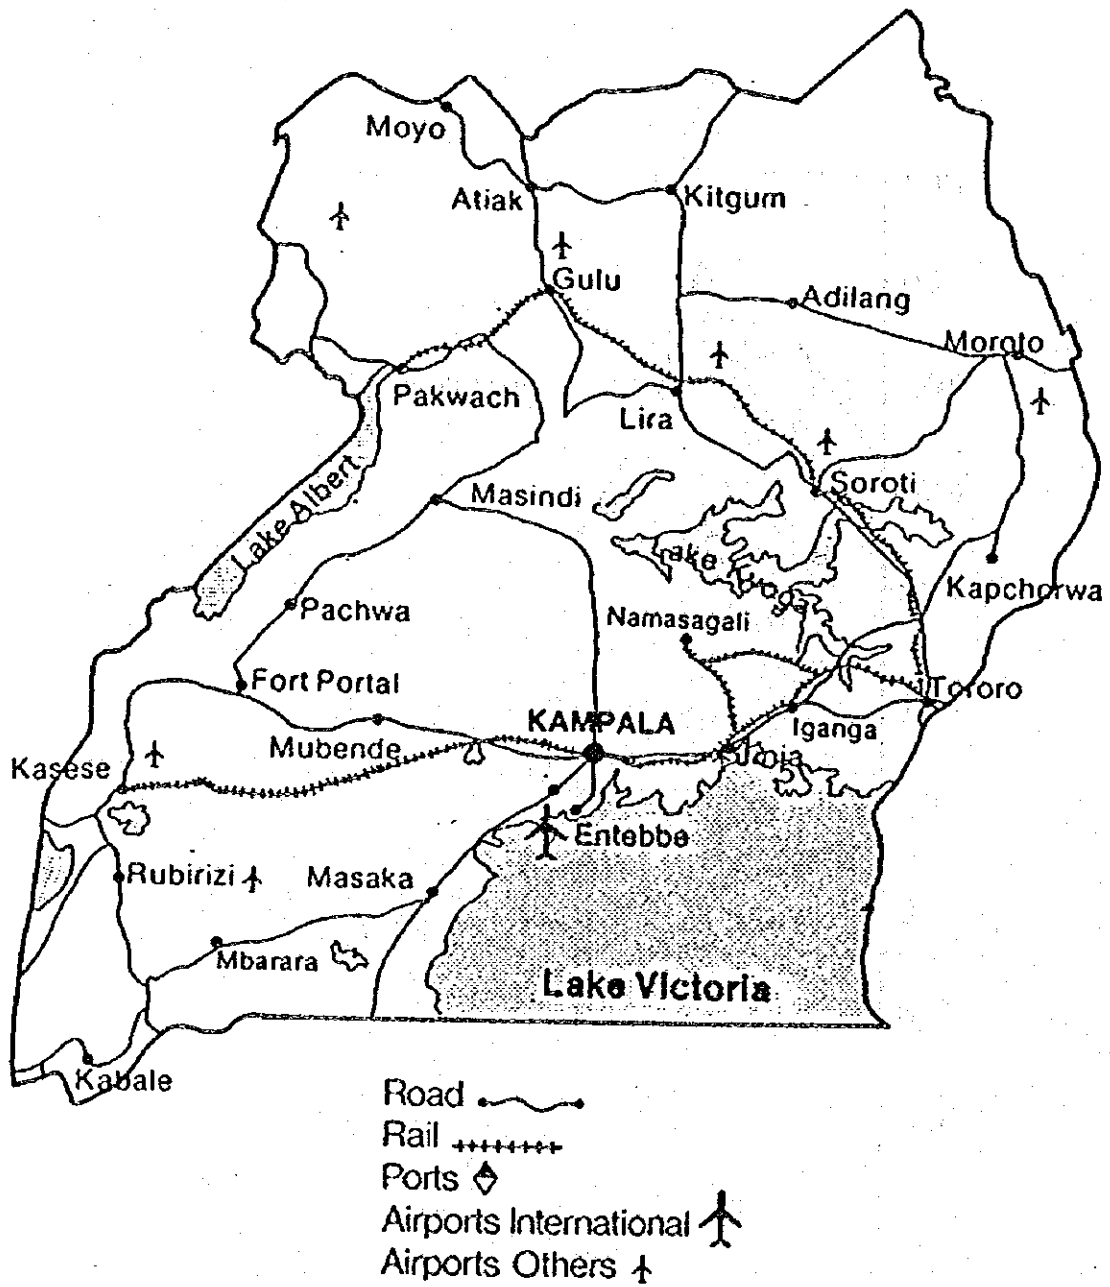 Moyo
Atiak
Kitgum
Gulu
Adilang
Moroto
Pakwach
Lira
Lake Albert
Masindi
Soroti
Kapchorwa
Pachwa
Namasagali
Fort Portal
Tororo
KAMPALA
Iganga
Mubende
Kasese
Entebbe
Rubirizi
Masaka
Mbarara
Lake Victoria
Kabale
Road
Rail
Ports
Airports International
Airports Others